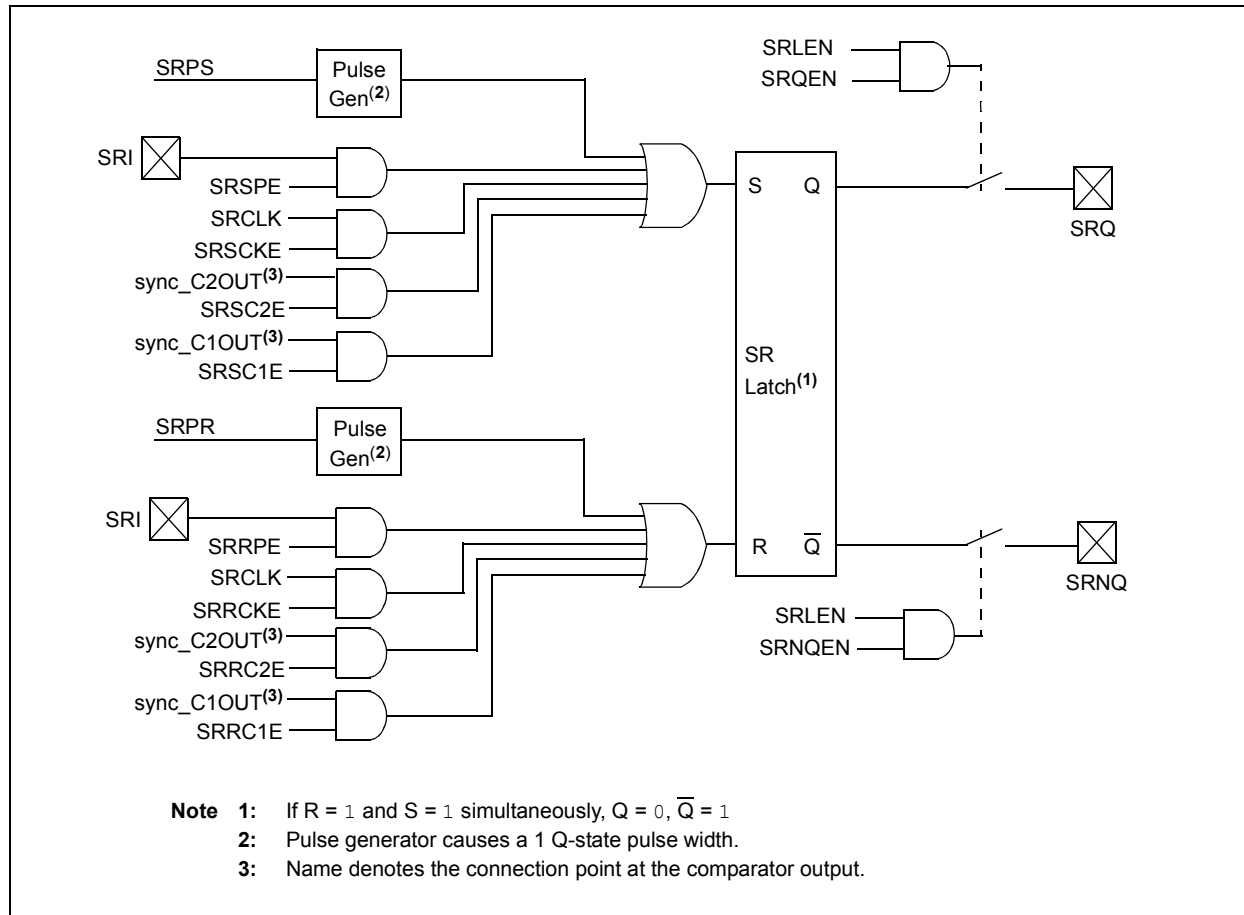 SRPS
Pulse
Gen(2)
SRLEN
SRQEN
SRI
SRSPE
SRCLK
SRSCKE
sync_C2OUT(3)
SRSC2E
sync_C1OUT(3)
SRSC1E
S Q
SRQ
SR
Latch(1)
SRPR
Pulse
Gen(2)
SRI
SRRPE
SRCLK
SRRCKE
sync_C2OUT(3)
SRRC2E
sync_C1OUT(3)
SRRC1E
R Q̅
SRNQ
SRLEN
SRNQEN
Note 1: If R = 1 and S = 1 simultaneously, Q = 0, Q̅ = 1
2: Pulse generator causes a 1 Q-state pulse width.
3: Name denotes the connection point at the comparator output.